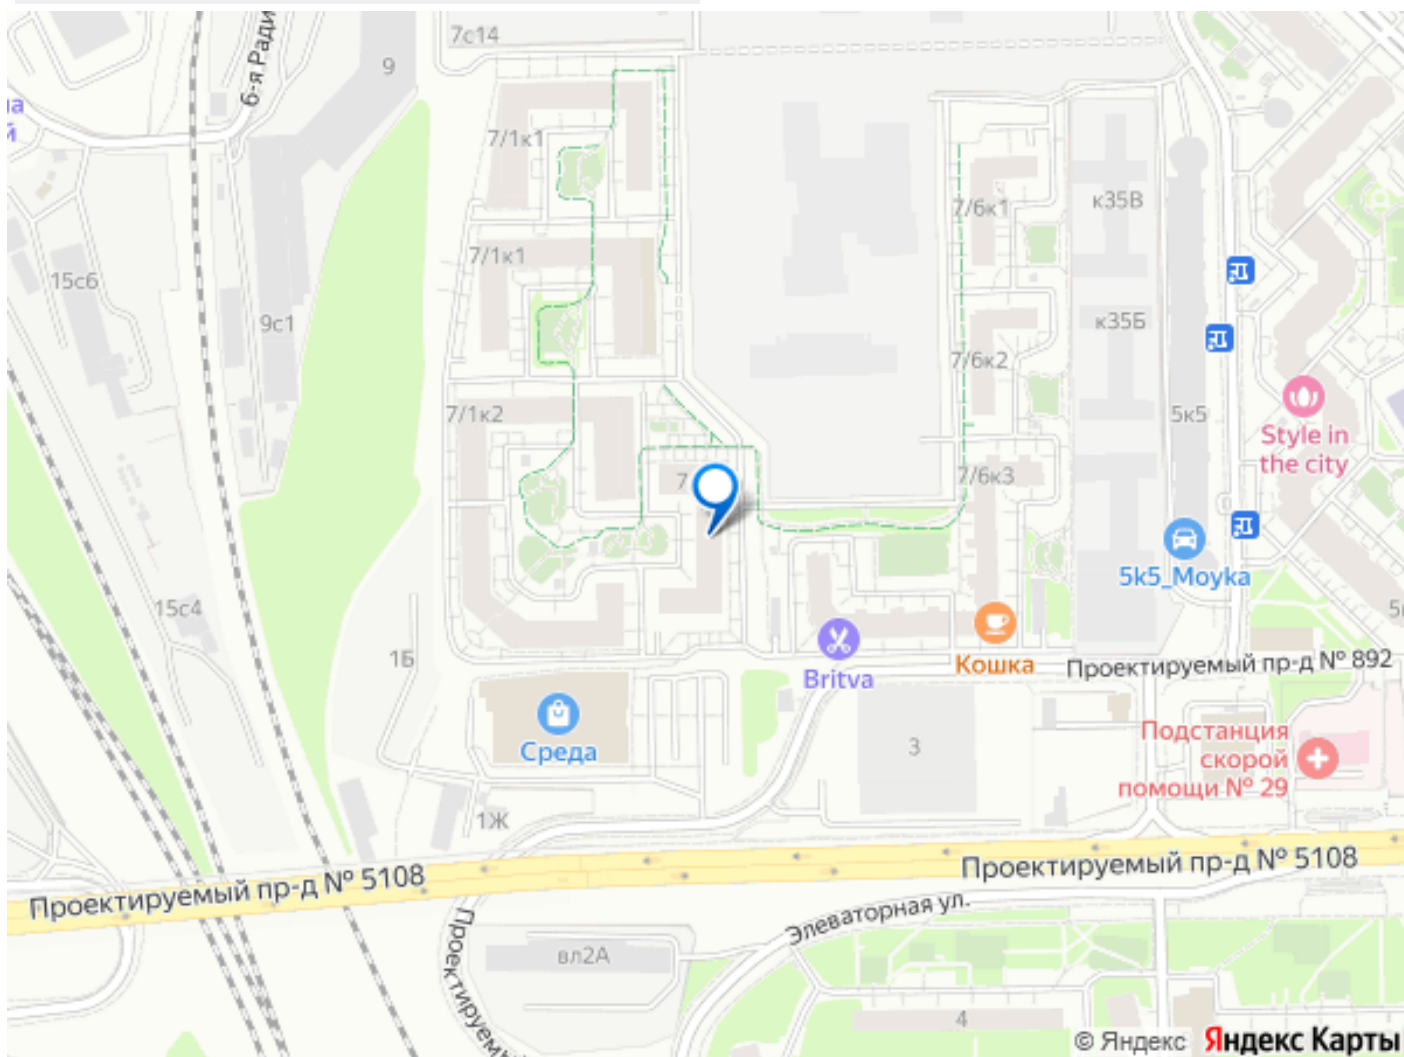 7с14
9
6-я Ради
7/1к1
к35В
7/6к1
7/1к1
15с6
9с1
к35Б
7/6к2
7/1к2
5к5
Style in
the city
7/6к3
7
5k5_Moyka
15с4
1Б
Britva
Кошка
Проектируемый пр-д № 892
Среда
3
Подстанция
скорой
помощи № 29
1Ж
Проектируемый пр-д № 5108
Проектируемый пр-д № 5108
Элеваторная ул.
Проектируемы
вл2А
4
© Яндекс Яндекс Карты